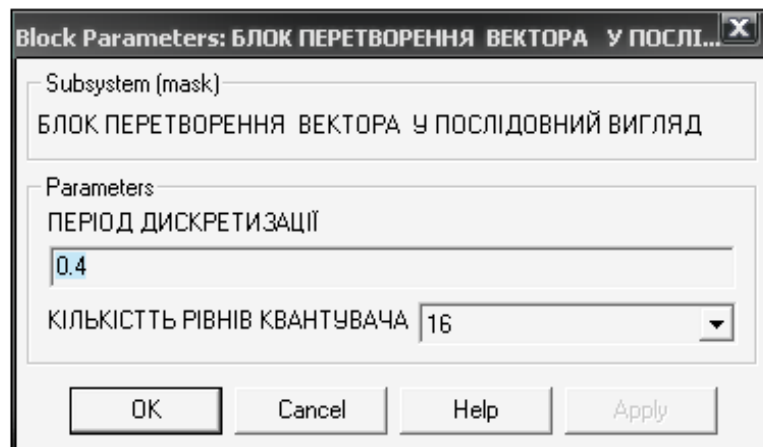 Block Parameters: БЛОК ПЕРЕТВОРЕННЯ ВЕКТОРА У ПОСЛІ...
Subsystem (mask)
БЛОК ПЕРЕТВОРЕННЯ ВЕКТОРА У ПОСЛІДОВНИЙ ВИГЛЯД
Parameters
ПЕРІОД ДИСКРЕТИЗАЦІЇ
0.4
КІЛЬКІСТТЬ РІВНІВ КВАНТУВАЧА 16
OK Cancel Help Apply